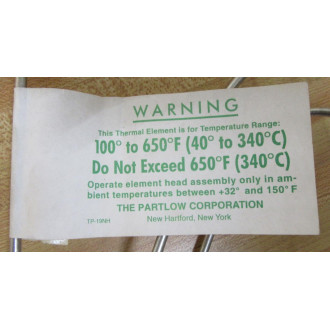 WARNING
This Thermal Element is for Temperature Range:
100° to 650°F (40° to 340°C)
Do Not Exceed 650°F (340°C)
Operate element head assembly only in am-
bient temperatures between +32° and 150° F
THE PARTLOW CORPORATION
New Hartford, New York
TP-19NH